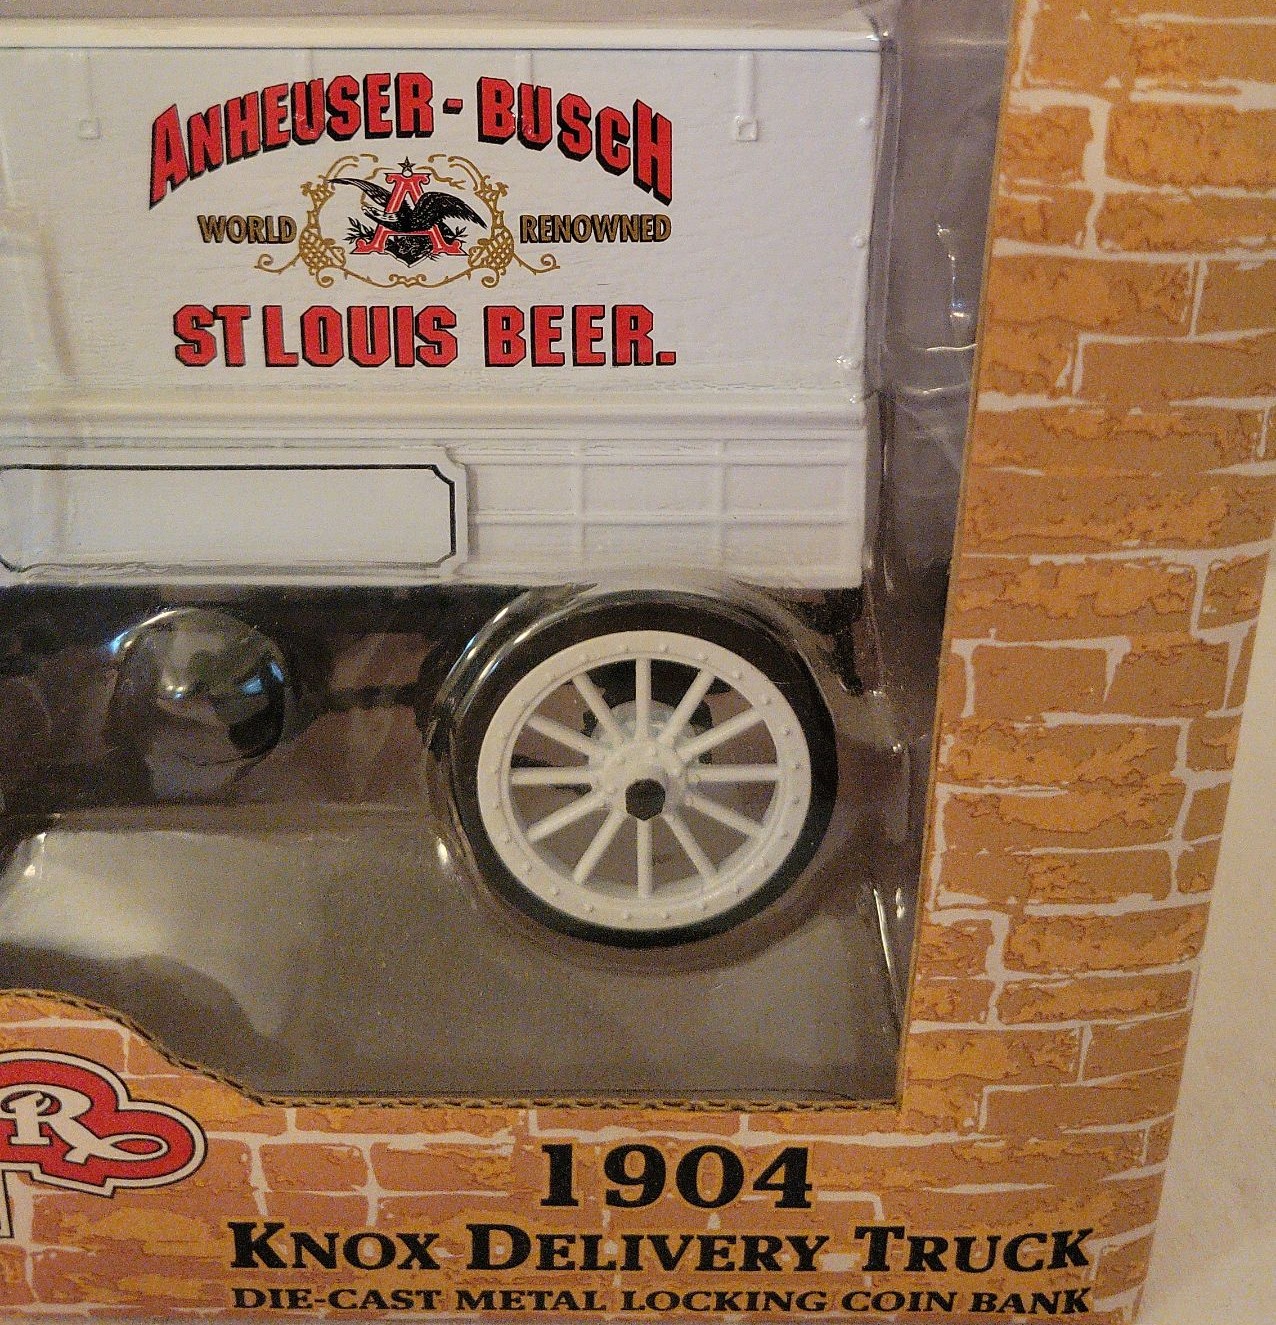 ANHEUSER-BUSCH
WORLD RENOWNED
ST LOUIS BEER.
1904
KNOX DELIVERY TRUCK
DIE-CAST METAL LOCKING COIN BANK